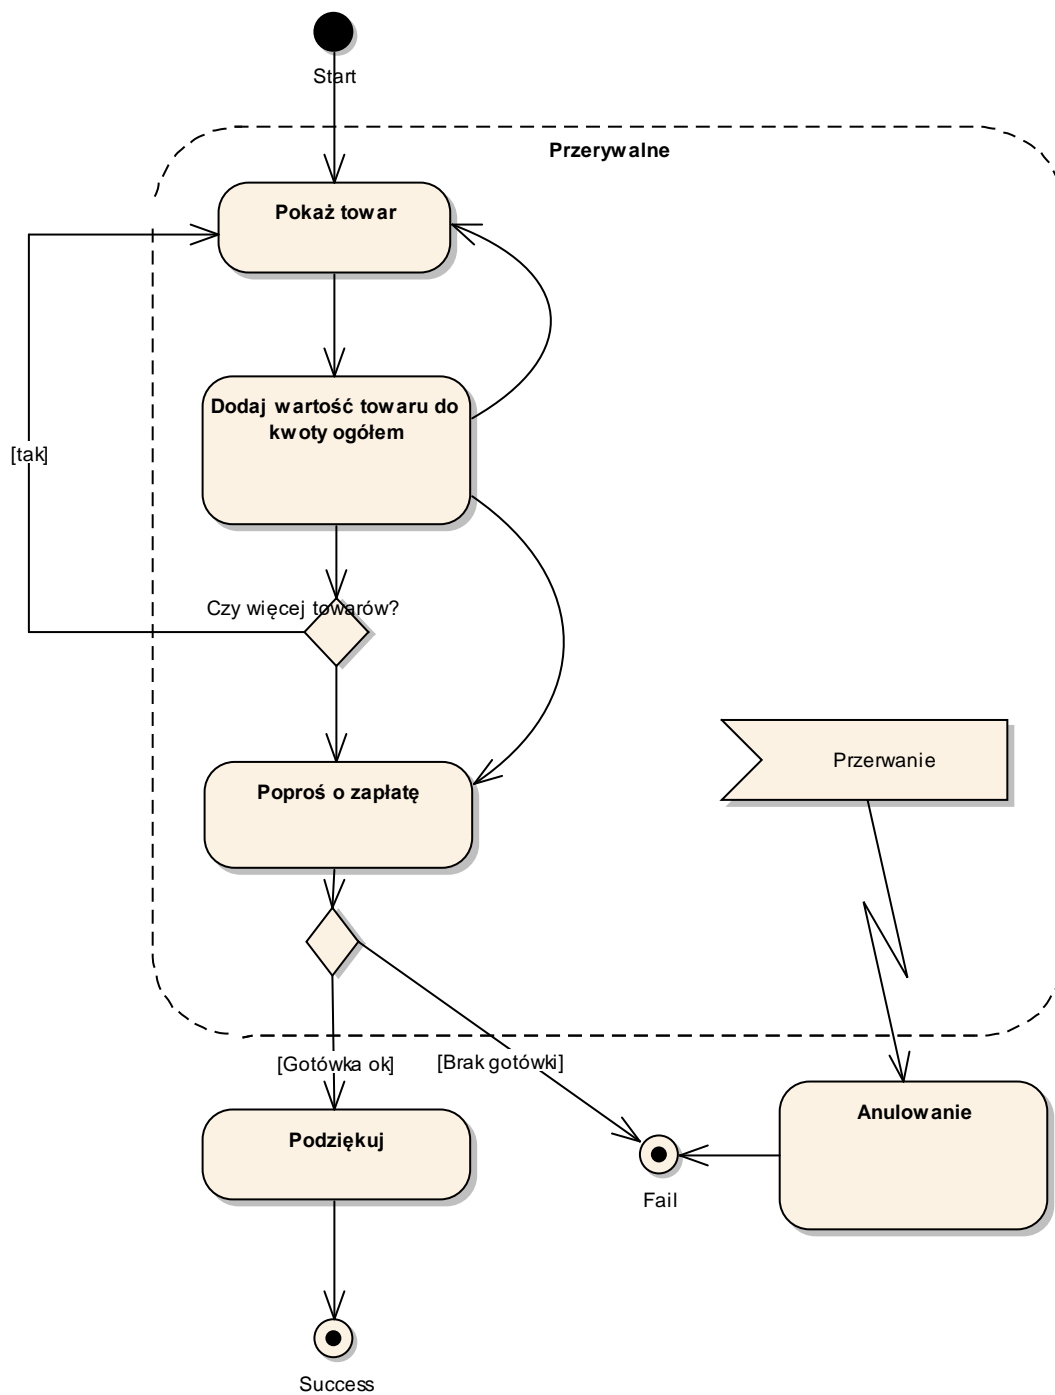 Start
Przerywalne
Pokaż towar
Dodaj wartość towaru do
kwoty ogółem
[tak]
Czy więcej towarów?
Przerwanie
Poproś o zapłatę
[Gotówka ok]
[Brak gotówki]
Podziękuj
Anulowanie
Fail
Success